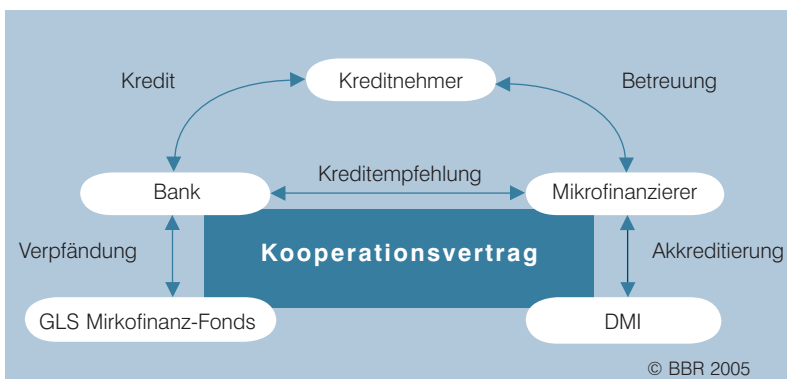 Kredit
Kreditnehmer
Betreuung
Kreditempfehlung
Bank
Mikrofinanzierer
Verpfändung
Kooperationsvertrag
Akkreditierung
GLS Mirkofinanz-Fonds
DMI
© BBR 2005